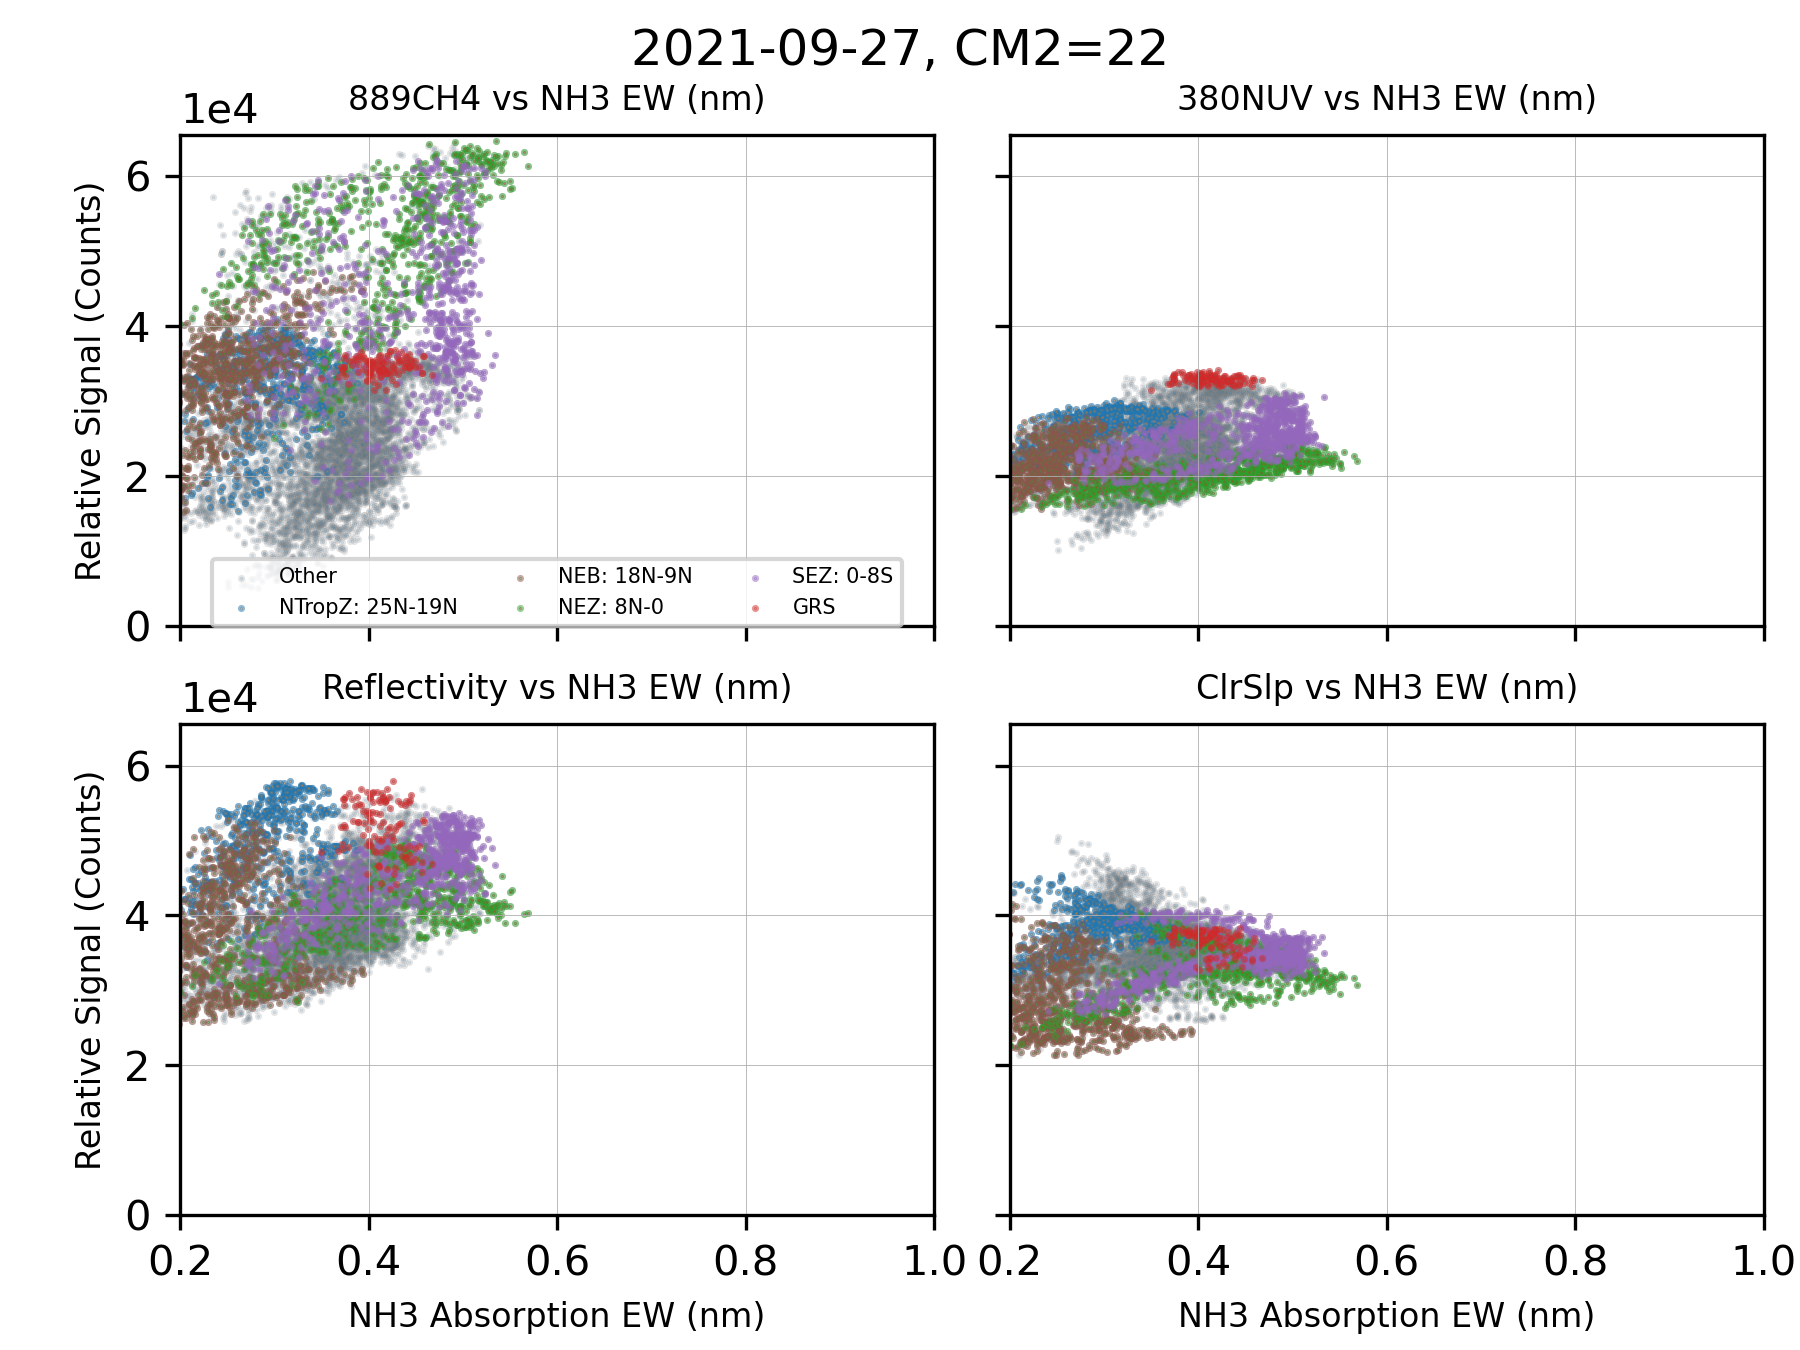 2021-09-27, CM2=22
1e4
889CH4 vs NH3 EW (nm)
380NUV vs NH3 EW (nm)
Relative Signal (Counts)
6
4
2
0
Other
NTropZ: 25N-19N
NEB: 18N-9N
NEZ: 8N-0
SEZ: 0-8S
GRS
1e4
Reflectivity vs NH3 EW (nm)
ClrSlp vs NH3 EW (nm)
Relative Signal (Counts)
6
4
2
0
0.2 0.4 0.6 0.8 1.0
0.2 0.4 0.6 0.8 1.0
NH3 Absorption EW (nm)
NH3 Absorption EW (nm)